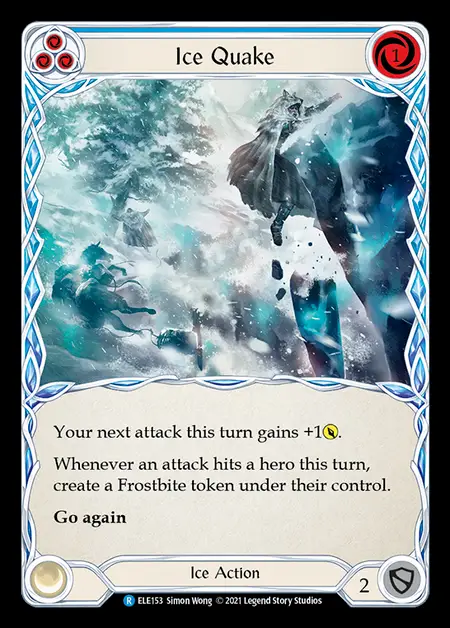 Ice Quake
1
Your next attack this turn gains +1.
Whenever an attack hits a hero this turn,
create a Frostbite token under their control.
Go again
Ice Action
2
R ELE153 Simon Wong © 2021 Legend Story Studios